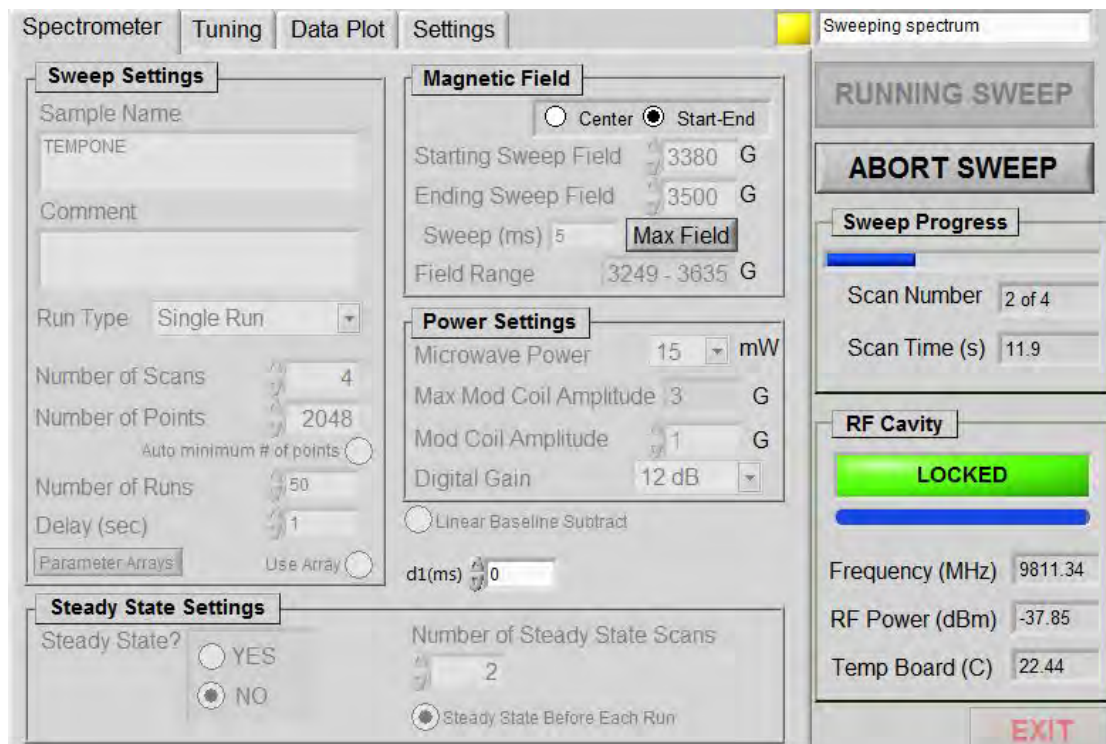 Spectrometer Tuning Data Plot Settings
Sweep Settings
Sample Name
TEMPONE
Comment
Run Type Single Run
Number of Scans 4
Number of Points 2048
Auto minimum # of points
Number of Runs 50
Delay (sec) 1
Parameter Arrays Use Array
Magnetic Field
Center Start-End
Starting Sweep Field 3380 G
Ending Sweep Field 3500 G
Sweep (ms) 5 Max Field
Field Range 3249 - 3635 G
Power Settings
Microwave Power 15 mW
Max Mod Coil Amplitude 3 G
Mod Coil Amplitude 1 G
Digital Gain 12 dB
Linear Baseline Subtract
d1(ms) 0
Steady State Settings
Steady State? YES
NO
Number of Steady State Scans
2
Steady State Before Each Run
Sweeping spectrum
RUNNING SWEEP
ABORT SWEEP
Sweep Progress
Scan Number 2 of 4
Scan Time (s) 11.9
RF Cavity
LOCKED
Frequency (MHz) 9811.34
RF Power (dBm) -37.85
Temp Board (C) 22.44
EXIT